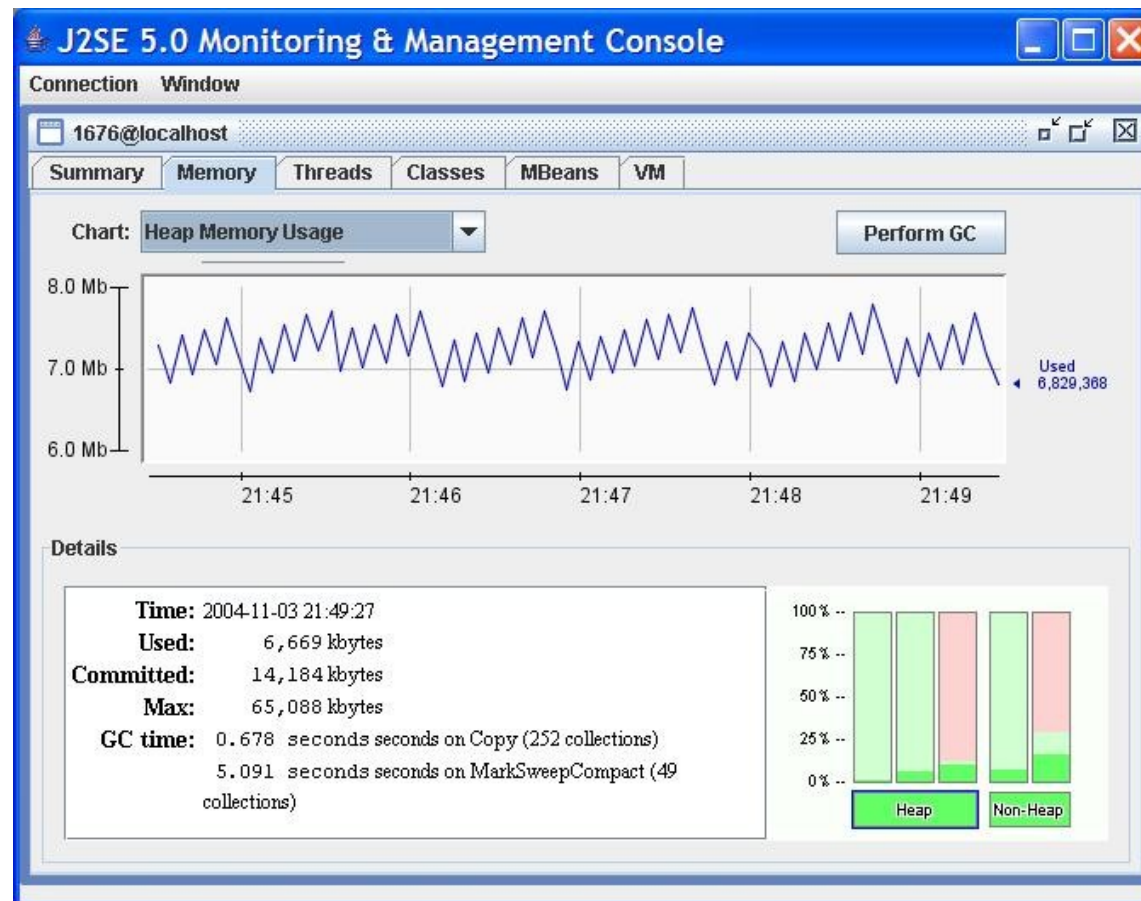 J2SE 5.0 Monitoring & Management Console
Connection Window
1676@localhost
Summary Memory Threads Classes MBeans VM
Chart: Heap Memory Usage Perform GC
8.0 Mb
7.0 Mb
6.0 Mb
Used
6,829,368
21:45 21:46 21:47 21:48 21:49
Details
Time: 2004-11-03 21:49:27
Used: 6,669 kbytes
Committed: 14,184 kbytes
Max: 65,088 kbytes
GC time: 0.678 seconds seconds on Copy (252 collections)
5.091 seconds seconds on MarkSweepCompact (49
collections)
100% --
75% --
50% --
25% --
0% --
Heap Non-Heap